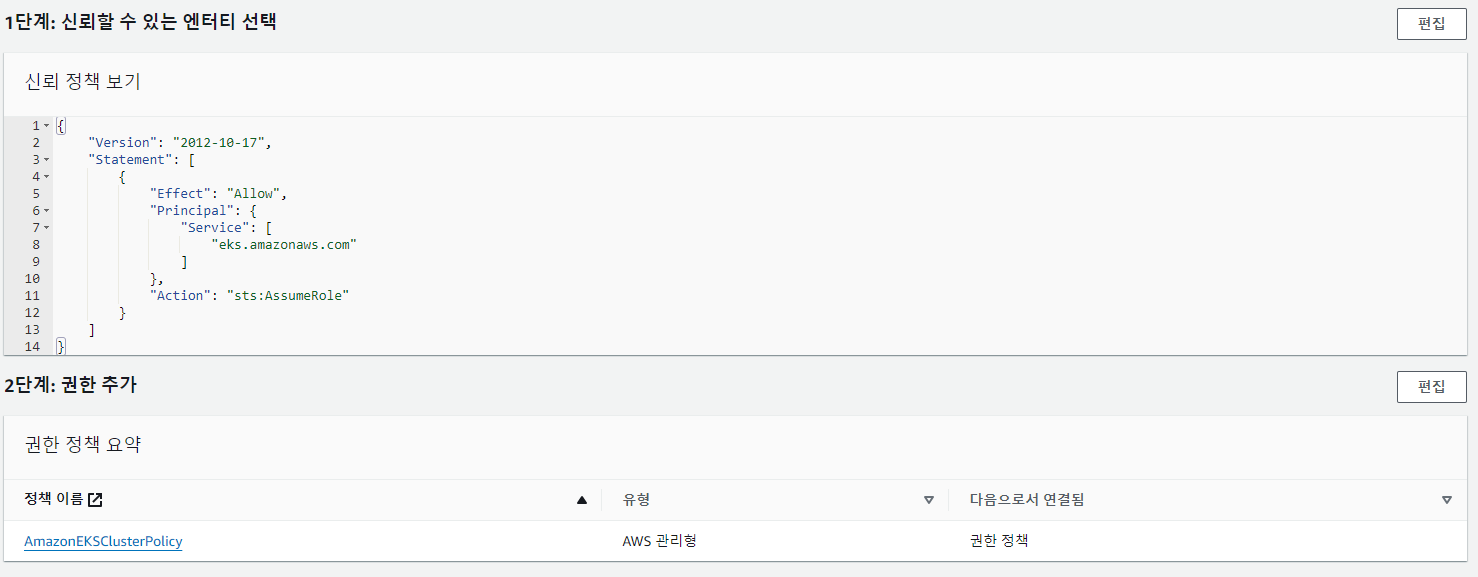 1단계: 신뢰할 수 있는 엔터티 선택
편집
신뢰 정책 보기
1 {
2     "Version": "2012-10-17",
3     "Statement": [
4         {
5             "Effect": "Allow",
6             "Principal": {
7                 "Service": [
8                     "eks.amazonaws.com"
9                 ]
10             },
11             "Action": "sts:AssumeRole"
12         }
13     ]
14 }
2단계: 권한 추가
편집
권한 정책 요약
정책 이름 유형 다음으로서 연결됨
AmazonEKSClusterPolicy AWS 관리형 권한 정책